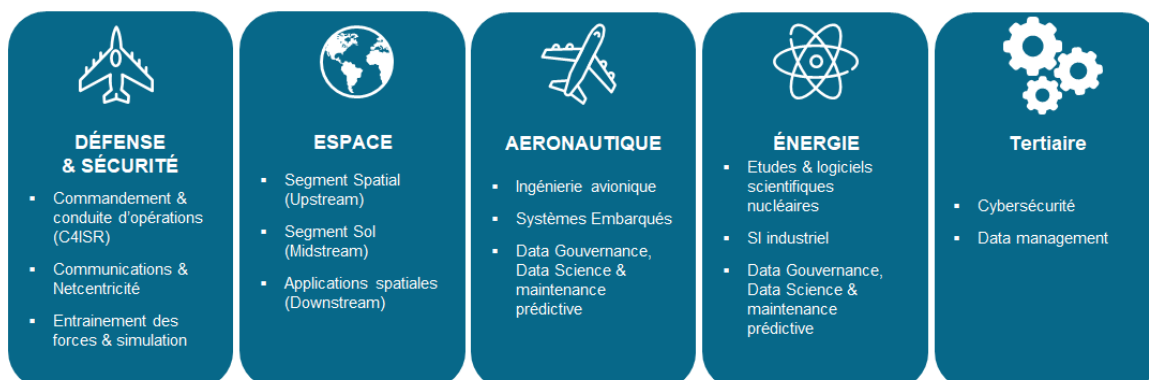 DÉFENSE
& SÉCURITÉ
▪ Commandement &
conduite d'opérations
(C4ISR)
▪ Communications &
Netcentricité
▪ Entrainement des
forces & simulation
ESPACE
▪ Segment Spatial
(Upstream)
▪ Segment Sol
(Midstream)
▪ Applications spatiales
(Downstream)
AERONAUTIQUE
▪ Ingénierie avionique
▪ Systèmes Embarqués
▪ Data Gouvernance,
Data Science &
maintenance
prédictive
ÉNERGIE
▪ Etudes & logiciels
scientifiques
nucléaires
▪ SI industriel
▪ Data Gouvernance,
Data Science &
maintenance
prédictive
Tertiaire
▪ Cybersécurité
▪ Data management